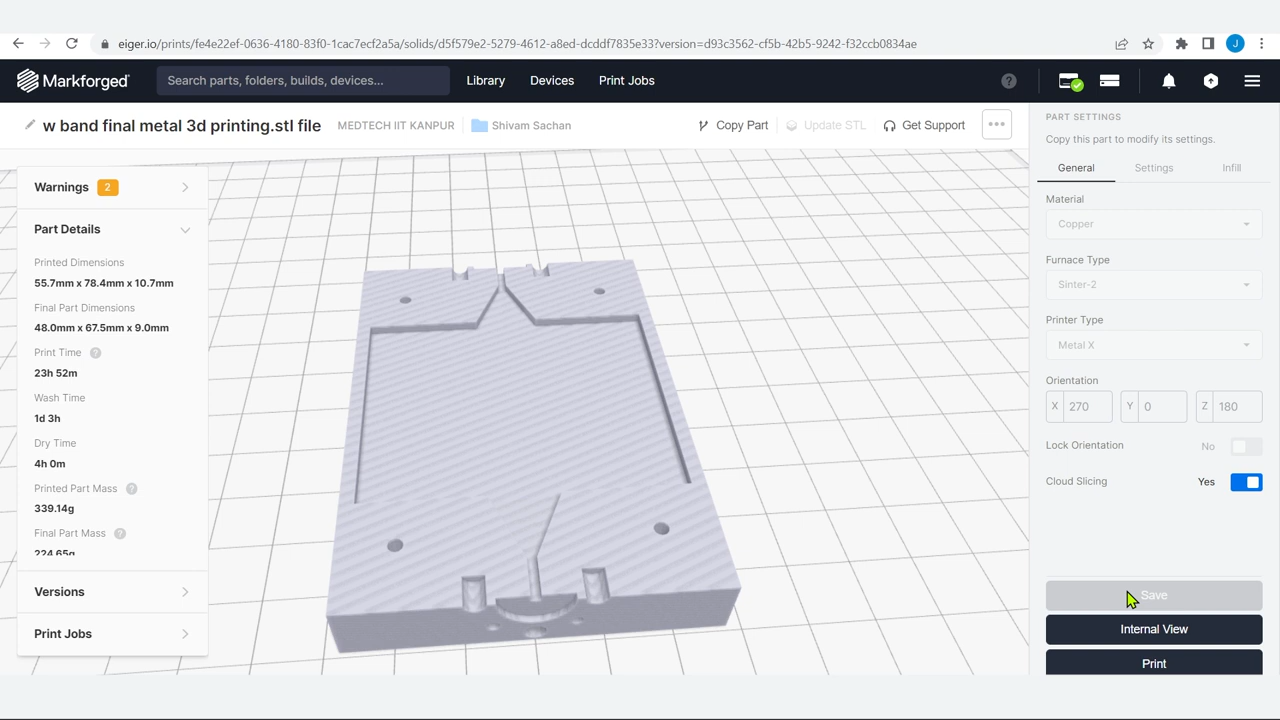 eiger.io/prints/fe4e22ef-0636-4180-83f0-1cac7ecf2a5a/solids/d5f579ce-5279-4612-a8ed-dcddf7835e33?version=d93c3562-cf5b-42b5-9242-f32ccb0834ae
J
Markforged
Search parts, folders, builds, devices...
Library
Devices
Print Jobs
?
w band final metal 3d printing.stl file
MEDTECH IIT KANPUR
Shivam Sachan
Copy Part
Update STL
Get Support
Warnings 2
Part Details
Printed Dimensions
55.7mm x 78.4mm x 10.7mm
Final Part Dimensions
48.0mm x 67.5mm x 9.0mm
Print Time ?
23h 52m
Wash Time
1d 3h
Dry Time
4h 0m
Printed Part Mass ?
339.14g
Final Part Mass ?
224.65g
Versions
Print Jobs
PART SETTINGS
Copy this part to modify its settings.
General Settings Infill
Material
Copper
Furnace Type
Sinter-2
Printer Type
Metal X
Orientation
X 270 Y 0 Z 180
Lock Orientation No
Cloud Slicing Yes
Save
Internal View
Print